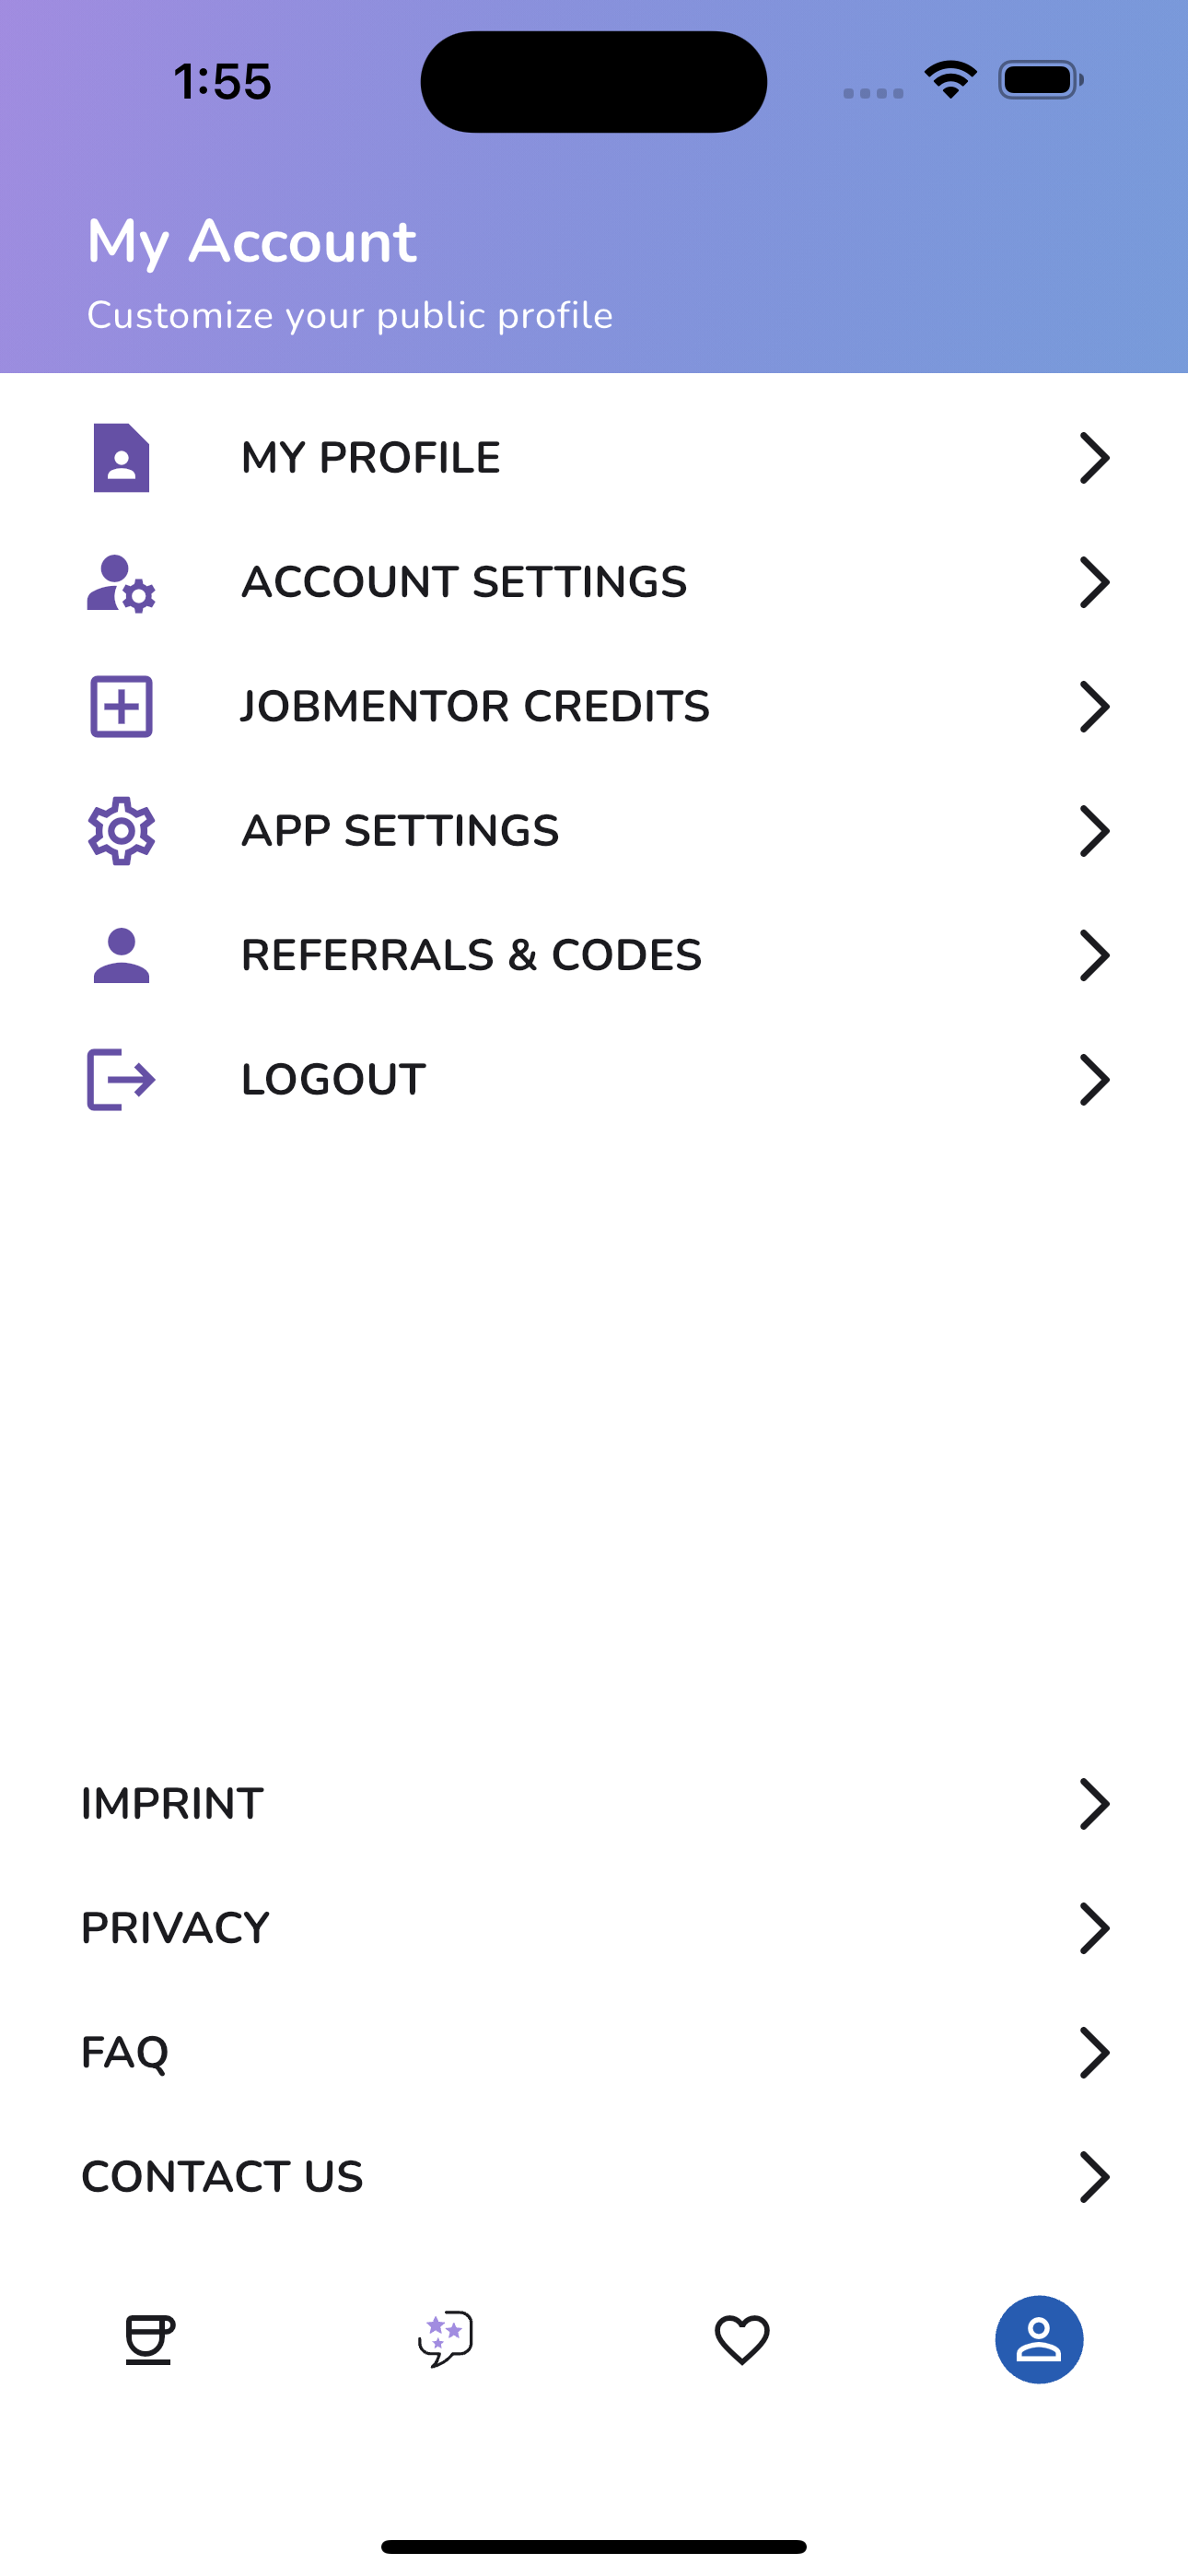 1:55
My Account
Customize your public profile
MY PROFILE
ACCOUNT SETTINGS
JOBMENTOR CREDITS
APP SETTINGS
REFERRALS & CODES
LOGOUT
IMPRINT
PRIVACY
FAQ
CONTACT US